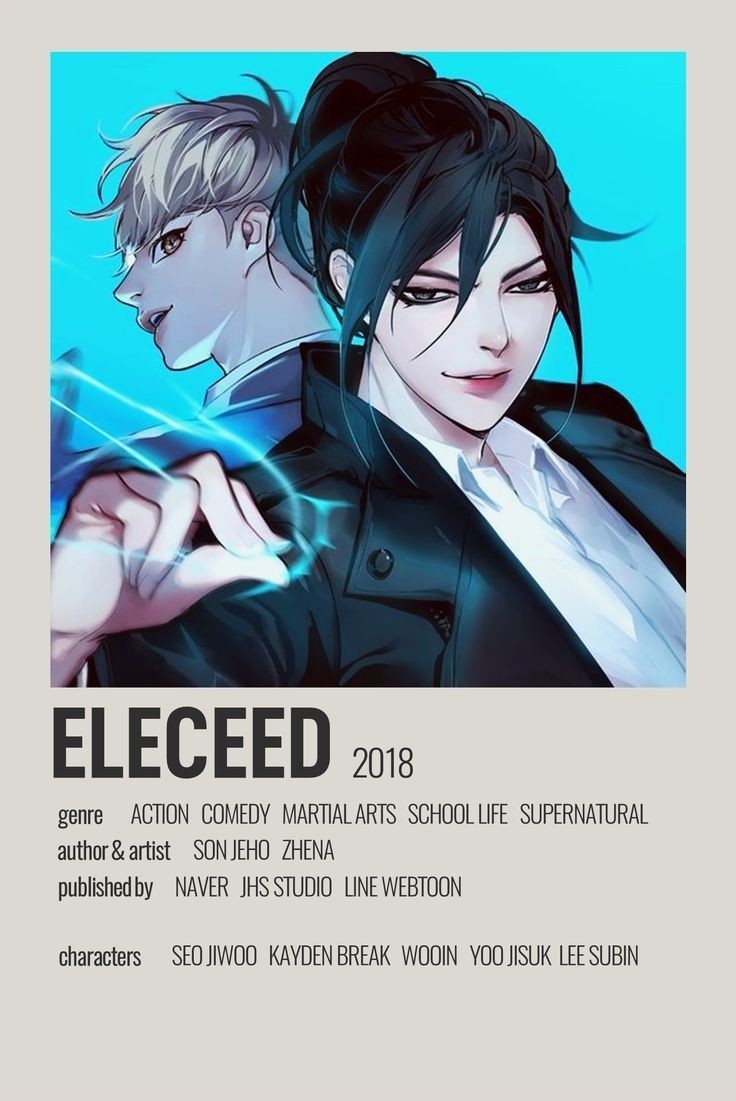 ELECEED 2018
genre ACTION COMEDY MARTIAL ARTS SCHOOL LIFE SUPERNATURAL
author & artist SON JEHO ZHENA
published by NAVER JHS STUDIO LINE WEBTOON
characters SEO JIWOO KAYDEN BREAK WOOIN YOO JISUK LEE SUBIN